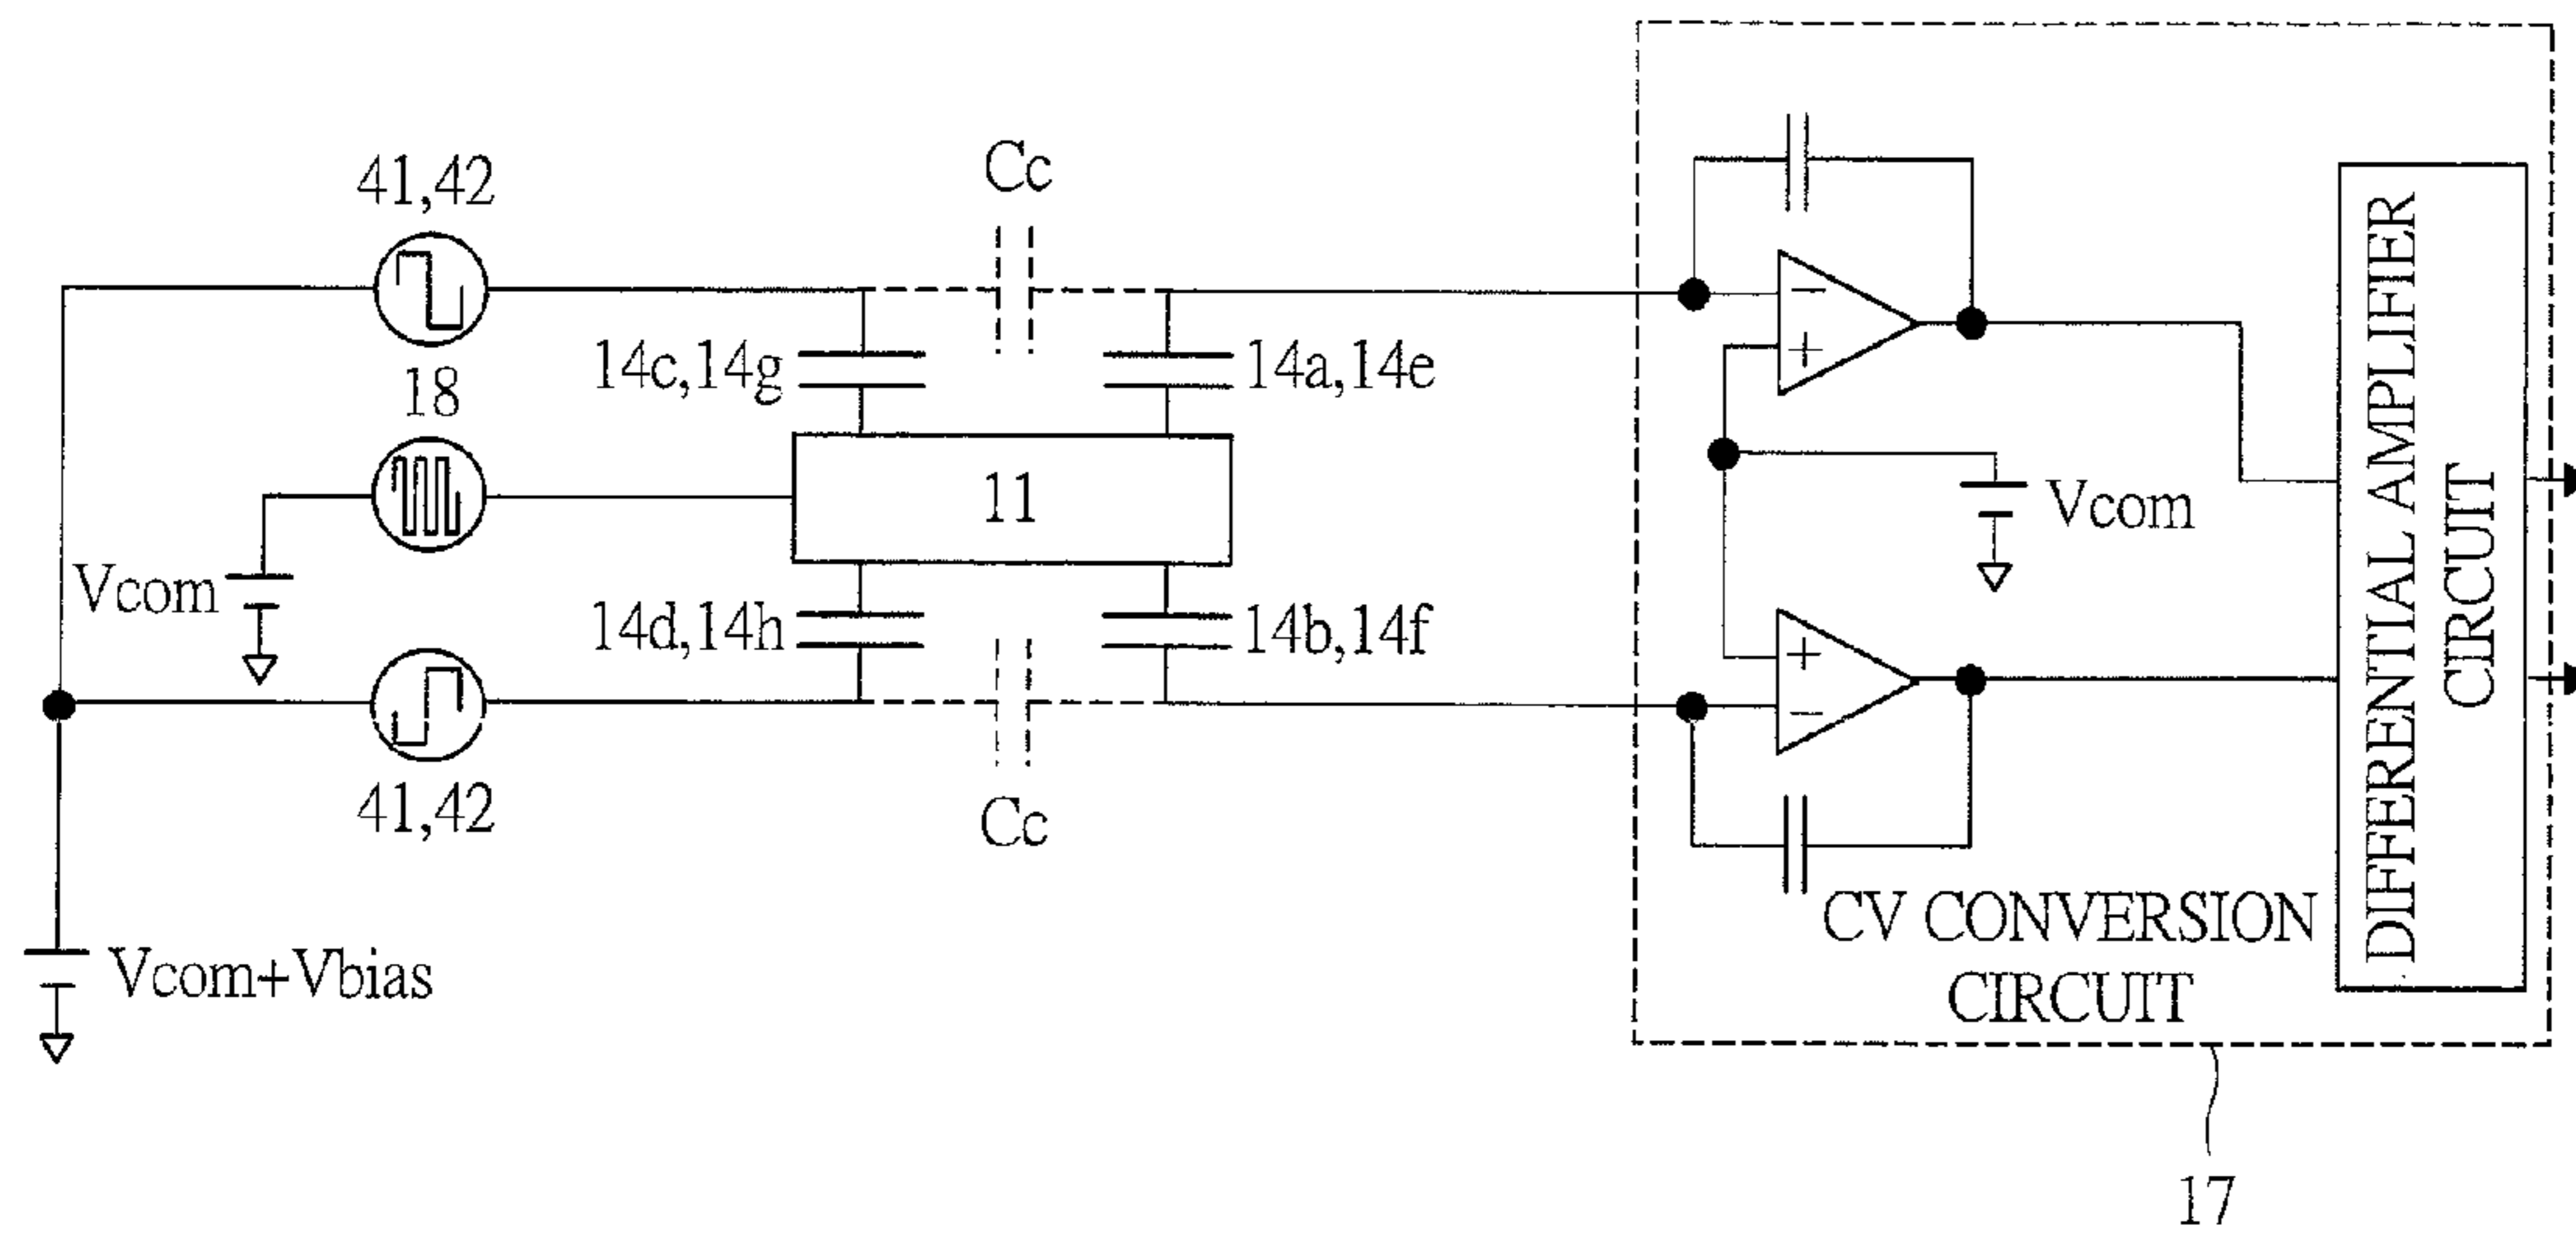 Cc
41,42
14c,14g
14a,14e
18
11
Vcom
Vcom
14d,14h
14b,14f
41,42
Cc
Vcom+Vbias
−
+
+
−
CV CONVERSION
CIRCUIT
DIFFERENTIAL AMPLIFIER
CIRCUIT
17